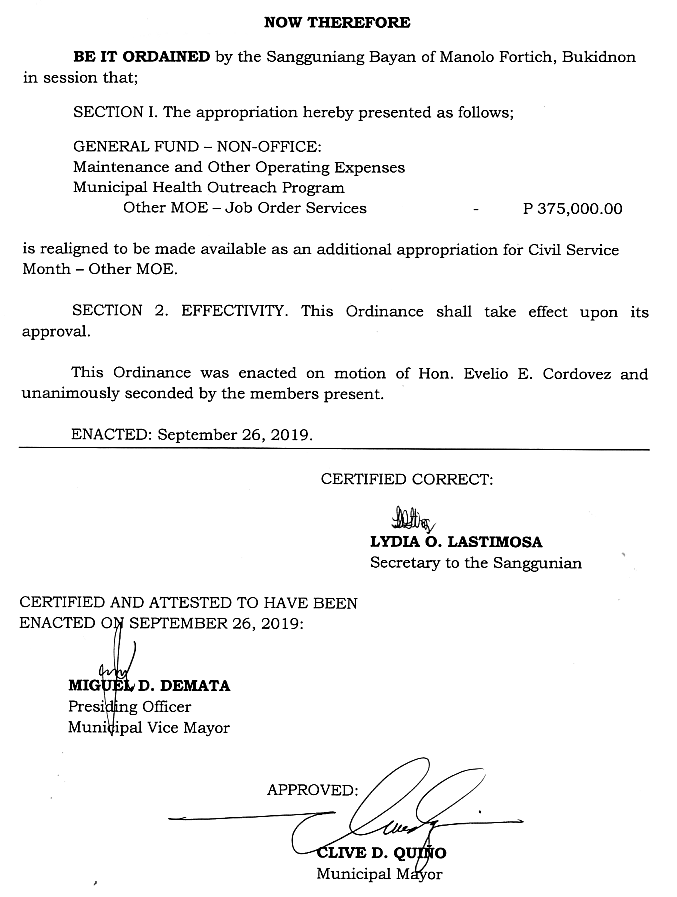 NOW THEREFORE
BE IT ORDAINED by the Sangguniang Bayan of Manolo Fortich, Bukidnon
in session that;
SECTION I. The appropriation hereby presented as follows;
GENERAL FUND – NON-OFFICE:
Maintenance and Other Operating Expenses
Municipal Health Outreach Program
Other MOE – Job Order Services - P 375,000.00
is realigned to be made available as an additional appropriation for Civil Service
Month – Other MOE.
SECTION 2. EFFECTIVITY. This Ordinance shall take effect upon its
approval.
This Ordinance was enacted on motion of Hon. Evelio E. Cordovez and
unanimously seconded by the members present.
ENACTED: September 26, 2019.
CERTIFIED CORRECT:
LYDIA O. LASTIMOSA
Secretary to the Sanggunian
CERTIFIED AND ATTESTED TO HAVE BEEN
ENACTED ON SEPTEMBER 26, 2019:
MIGUEL D. DEMATA
Presiding Officer
Municipal Vice Mayor
APPROVED:
CLIVE D. QUIÑO
Municipal Mayor